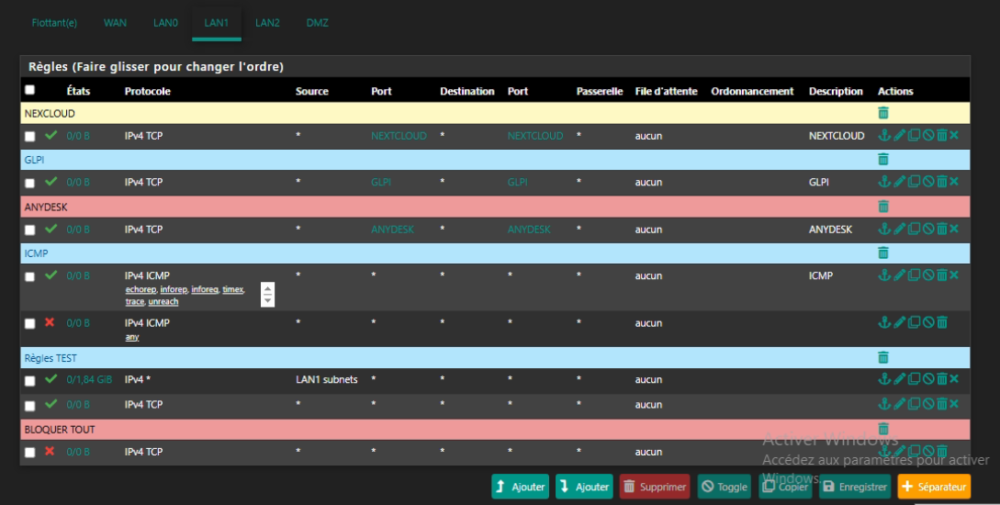 Flottant(e) WAN LAN0 LAN1 LAN2 DMZ
Règles (Faire glisser pour changer l'ordre)
États Protocole Source Port Destination Port Passerelle File d'attente Ordonnancement Description Actions
NEXCLOUD
0/0 B IPv4 TCP * NEXTCLOUD * NEXTCLOUD * aucun NEXTCLOUD
GLPI
0/0 B IPv4 TCP * GLPI * GLPI * aucun GLPI
ANYDESK
0/0 B IPv4 TCP * ANYDESK * ANYDESK * aucun ANYDESK
ICMP
0/0 B IPv4 ICMP * * * * * aucun ICMP
echorep, inforep, inforeq, timex,
trace, unreach
0/0 B IPv4 ICMP * * * * * aucun
any
Règles TEST
0/1,84 GiB IPv4 * LAN1 subnets * * * * aucun
0/0 B IPv4 TCP * * * * * aucun
BLOQUER TOUT
0/0 B IPv4 TCP * * * * * aucun
Activer Windows
Accédez aux paramètres pour activer
Windows.
Ajouter Ajouter Supprimer Toggle Copier Enregistrer Séparateur